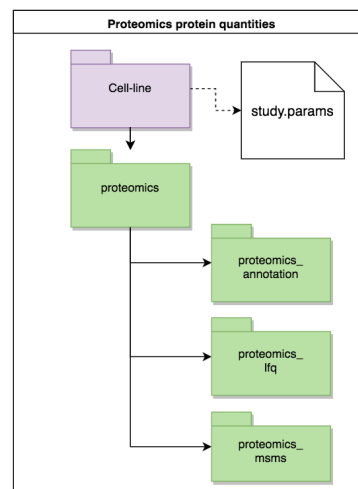 Proteomics protein quantities
Cell-line
study.params
proteomics
proteomics_
annotation
proteomics_
lfq
proteomics_
msms